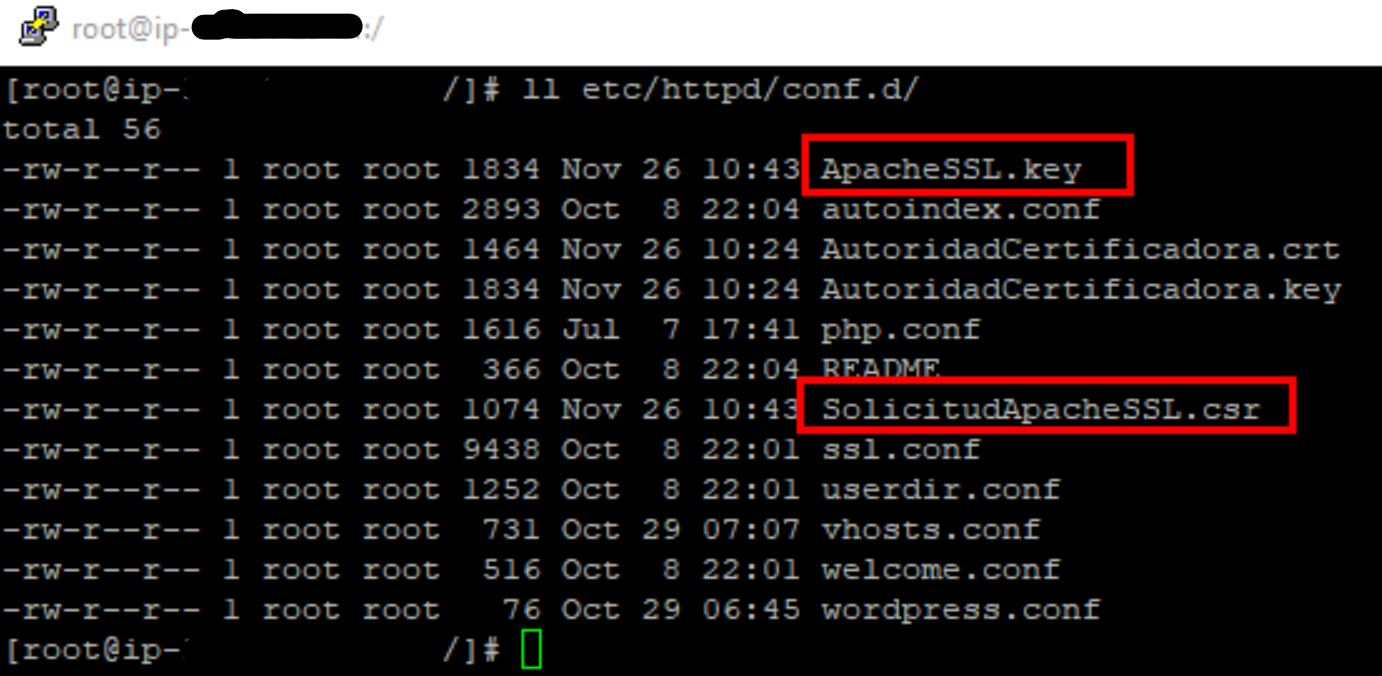 root@ip- :/
[root@ip- /]# ll etc/httpd/conf.d/
total 56
-rw-r--r-- 1 root root 1834 Nov 26 10:43 ApacheSSL.key
-rw-r--r-- 1 root root 2893 Oct  8 22:04 autoindex.conf
-rw-r--r-- 1 root root 1464 Nov 26 10:24 AutoridadCertificadora.crt
-rw-r--r-- 1 root root 1834 Nov 26 10:24 AutoridadCertificadora.key
-rw-r--r-- 1 root root 1616 Jul  7 17:41 php.conf
-rw-r--r-- 1 root root  366 Oct  8 22:04 README
-rw-r--r-- 1 root root 1074 Nov 26 10:43 SolicitudApacheSSL.csr
-rw-r--r-- 1 root root 9438 Oct  8 22:01 ssl.conf
-rw-r--r-- 1 root root 1252 Oct  8 22:01 userdir.conf
-rw-r--r-- 1 root root  731 Oct 29 07:07 vhosts.conf
-rw-r--r-- 1 root root  516 Oct  8 22:01 welcome.conf
-rw-r--r-- 1 root root   76 Oct 29 06:45 wordpress.conf
[root@ip- /]#